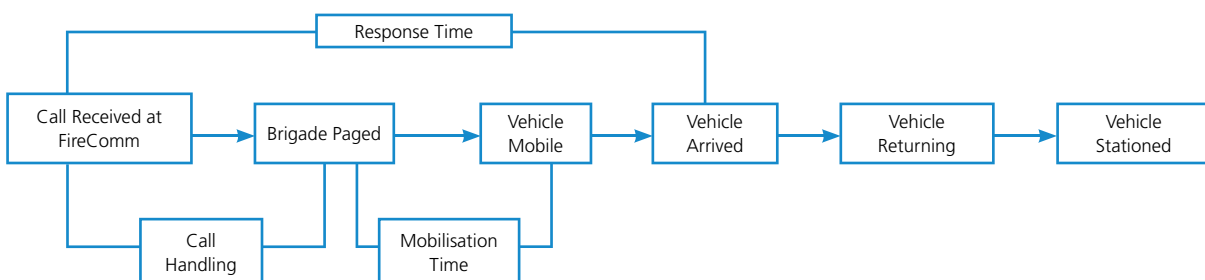 Response Time
Call Received at
FireComm
Brigade Paged
Vehicle
Mobile
Vehicle
Arrived
Vehicle
Returning
Vehicle
Stationed
Call
Handling
Mobilisation
Time